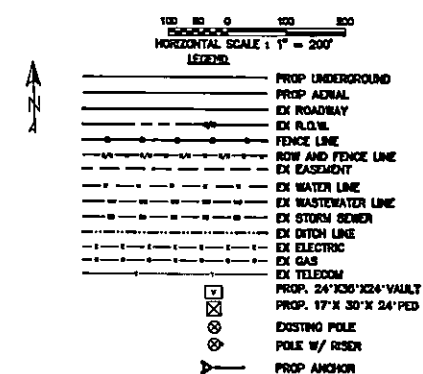 100 50 0 100 200
HORIZONTAL SCALE : 1" = 200'
LEGEND
N
PROP UNDERGROUND
PROP AERIAL
EX ROADWAY
EX R.O.W.
FENCE LINE
ROW AND FENCE LINE
EX EASEMENT
EX WATER LINE
EX WASTEWATER LINE
EX STORM SEWER
EX DITCH LINE
EX ELECTRIC
EX GAS
EX TELECOM
V PROP. 24"X36"X24"VAULT
PROP. 17"X 30"X 24"PED
EXISTING POLE
POLE W/ RISER
PROP ANCHOR